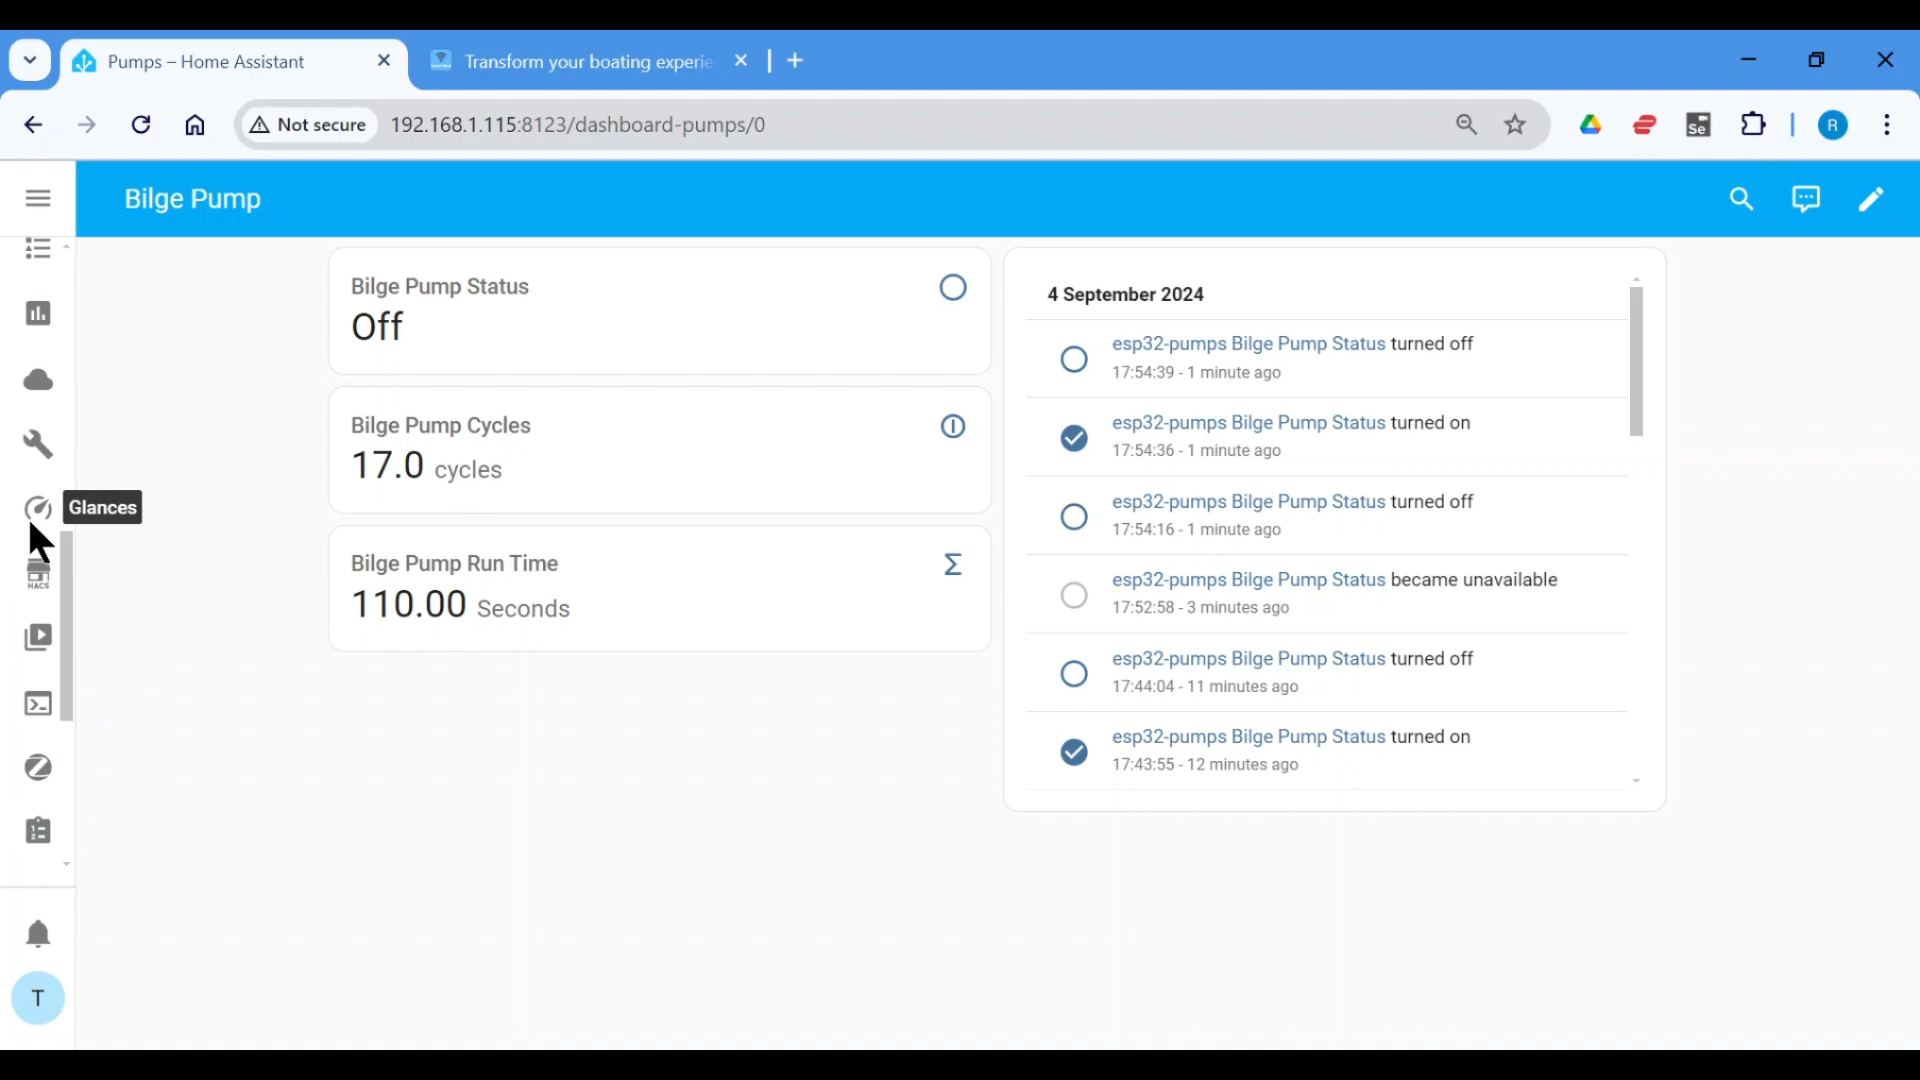 Pumps – Home Assistant
Transform your boating experie
Not secure
192.168.1.115:8123/dashboard-pumps/0
Se
R
Bilge Pump
Bilge Pump Status
Off
Bilge Pump Cycles
17.0 cycles
Bilge Pump Run Time
110.00 Seconds
4 September 2024
esp32-pumps Bilge Pump Status turned off
17:54:39 - 1 minute ago
esp32-pumps Bilge Pump Status turned on
17:54:36 - 1 minute ago
esp32-pumps Bilge Pump Status turned off
17:54:16 - 1 minute ago
esp32-pumps Bilge Pump Status became unavailable
17:52:58 - 3 minutes ago
esp32-pumps Bilge Pump Status turned off
17:44:04 - 11 minutes ago
esp32-pumps Bilge Pump Status turned on
17:43:55 - 12 minutes ago
Glances
HACS
T